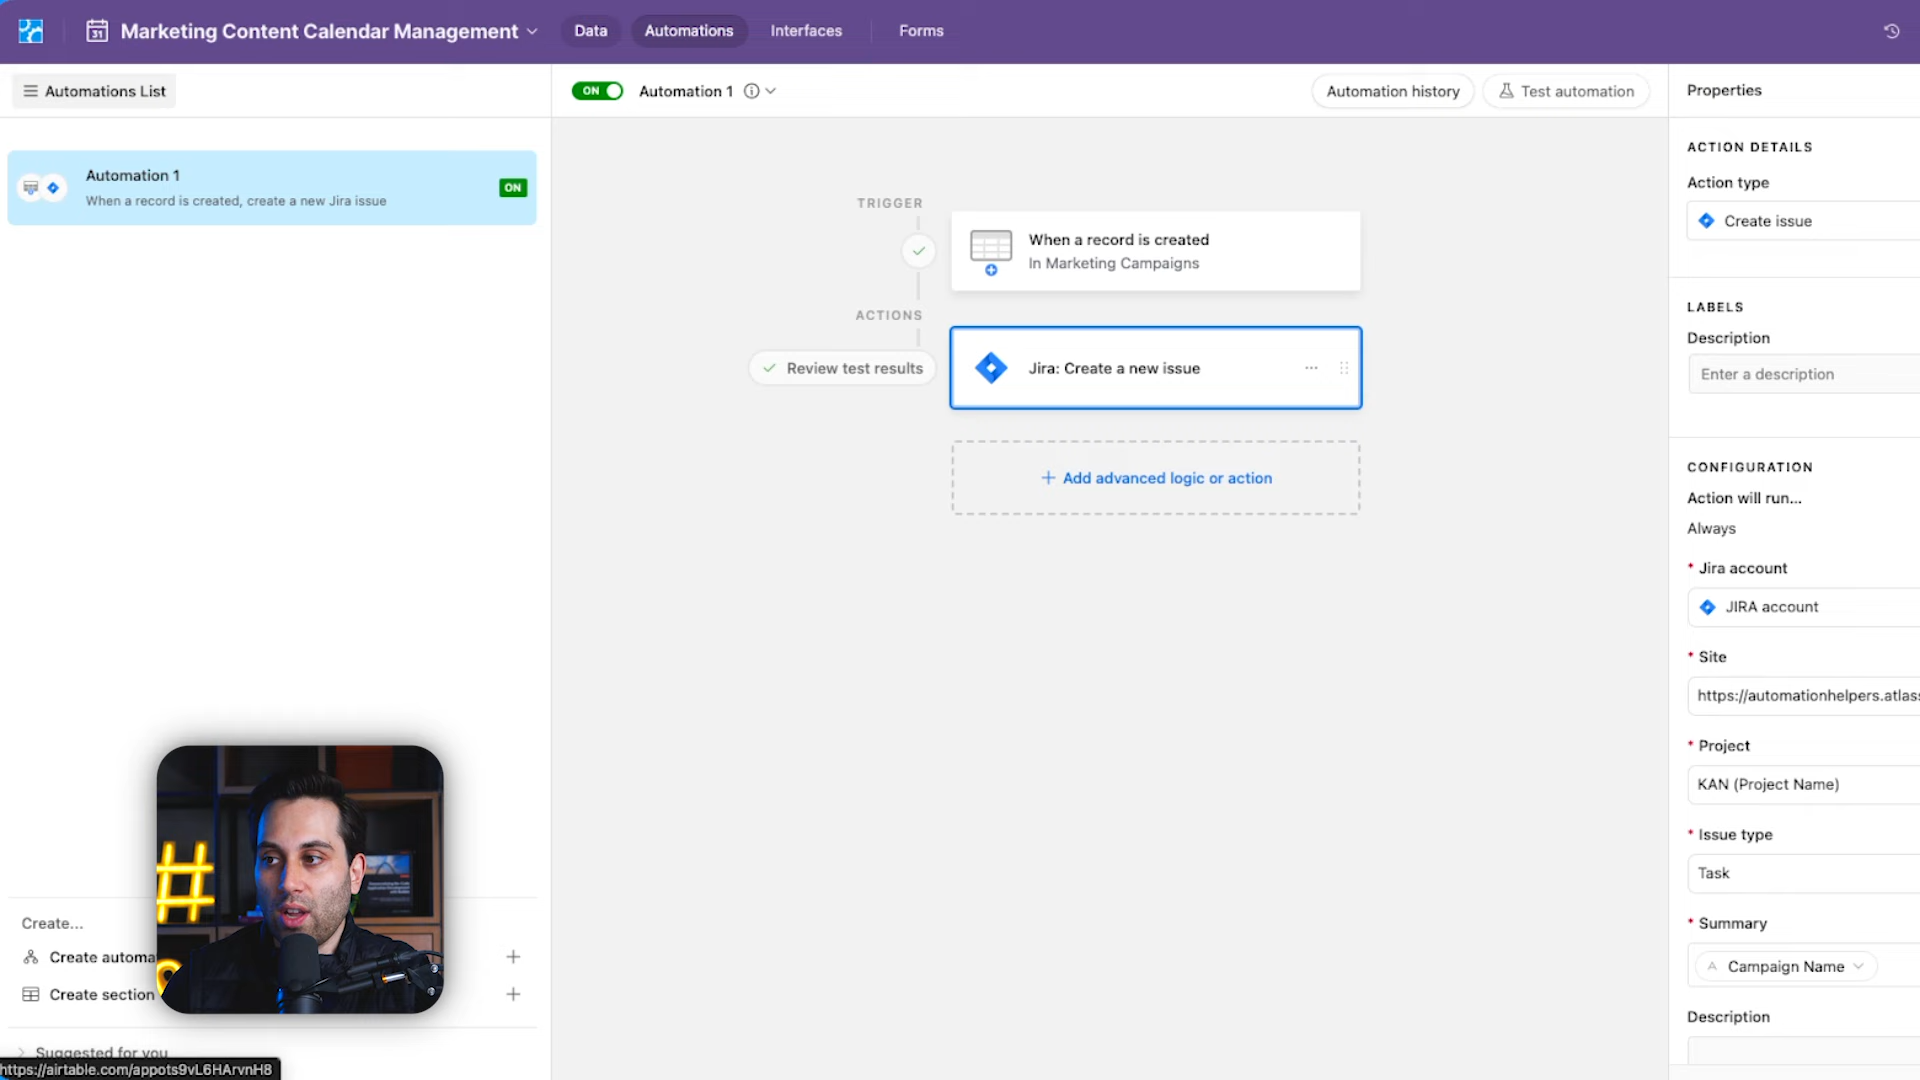 31 Marketing Content Calendar Management
Data
Automations
Interfaces
Forms
Automations List
ON Automation 1
Automation history
Test automation
Properties
Automation 1
When a record is created, create a new Jira issue
ON
TRIGGER
When a record is created
In Marketing Campaigns
ACTIONS
Review test results
Jira: Create a new issue
Add advanced logic or action
ACTION DETAILS
Action type
Create issue
LABELS
Description
Enter a description
CONFIGURATION
Action will run...
Always
* Jira account
JIRA account
* Site
https://automationhelpers.atlas
* Project
KAN (Project Name)
* Issue type
Task
* Summary
A Campaign Name
Description
Create...
Create automa
Create section
Suggested for you
https://airtable.com/appots9vL6HArvnH8